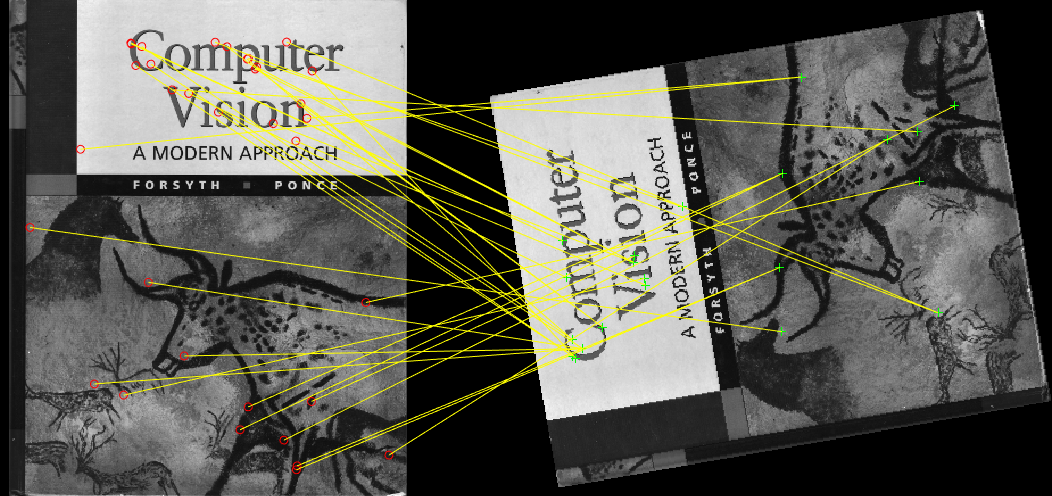 Computer
Vision
A MODERN APPROACH
FORSYTH ■ PONCE
Computer
Vision
A MODERN APPROACH
FORSYTH PONCE